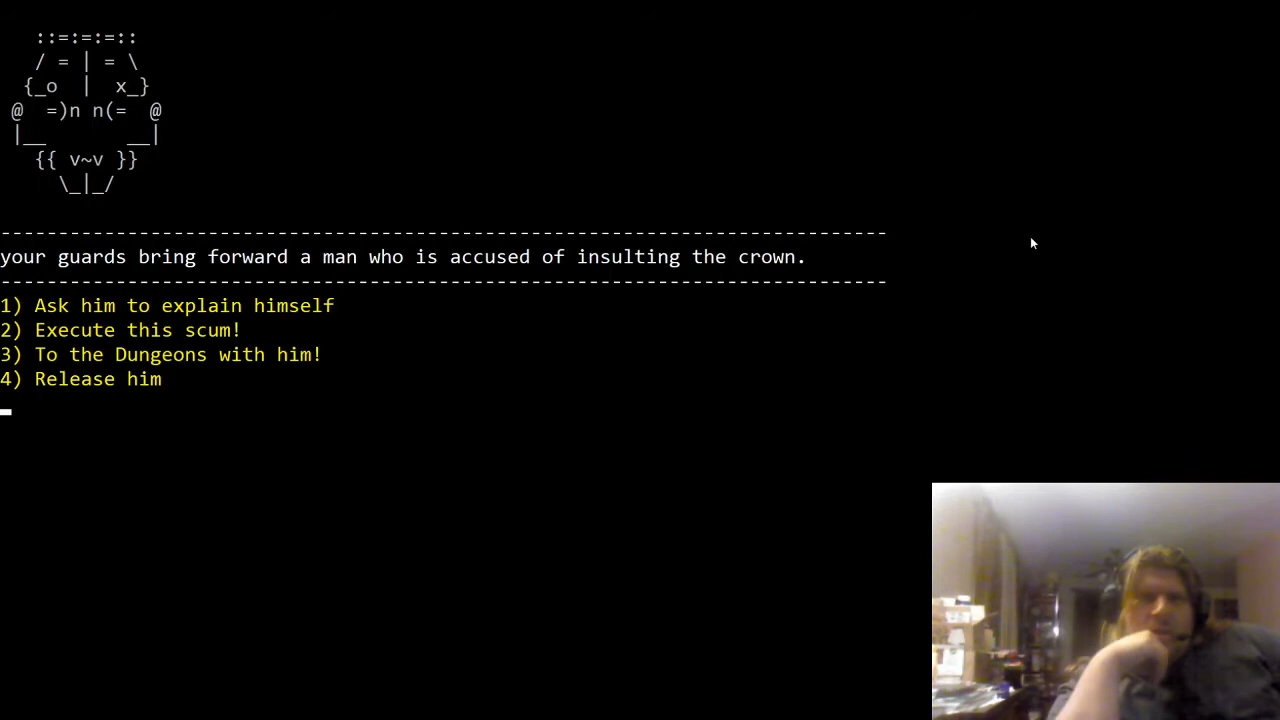 your guards bring forward a man who is accused of insulting the crown.
1) Ask him to explain himself
2) Execute this scum!
3) To the Dungeons with him!
4) Release him